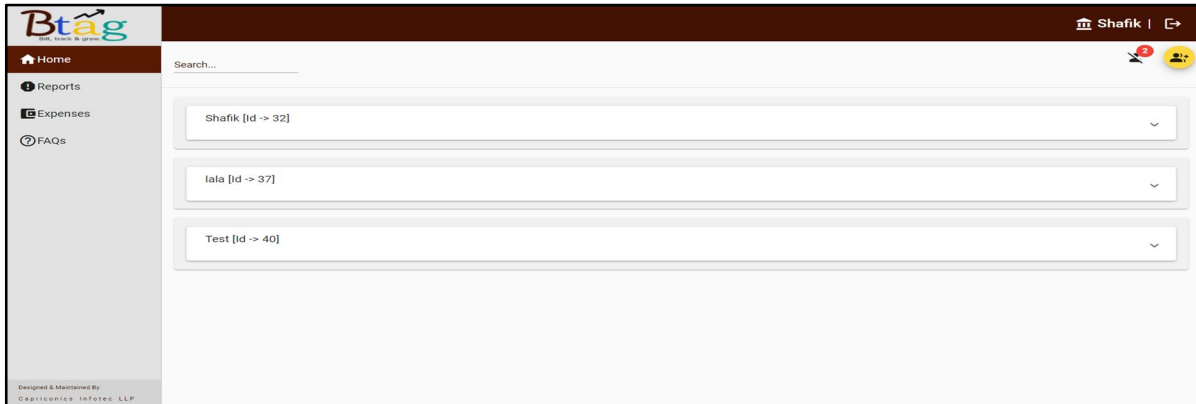 Btag
Bill, track & grow.
Shafik |
Home
Reports
Expenses
FAQs
Search...
2
Shafik [Id -> 32]
lala [Id -> 37]
Test [Id -> 40]
Designed & Maintained By
Capriconics Infotec LLP